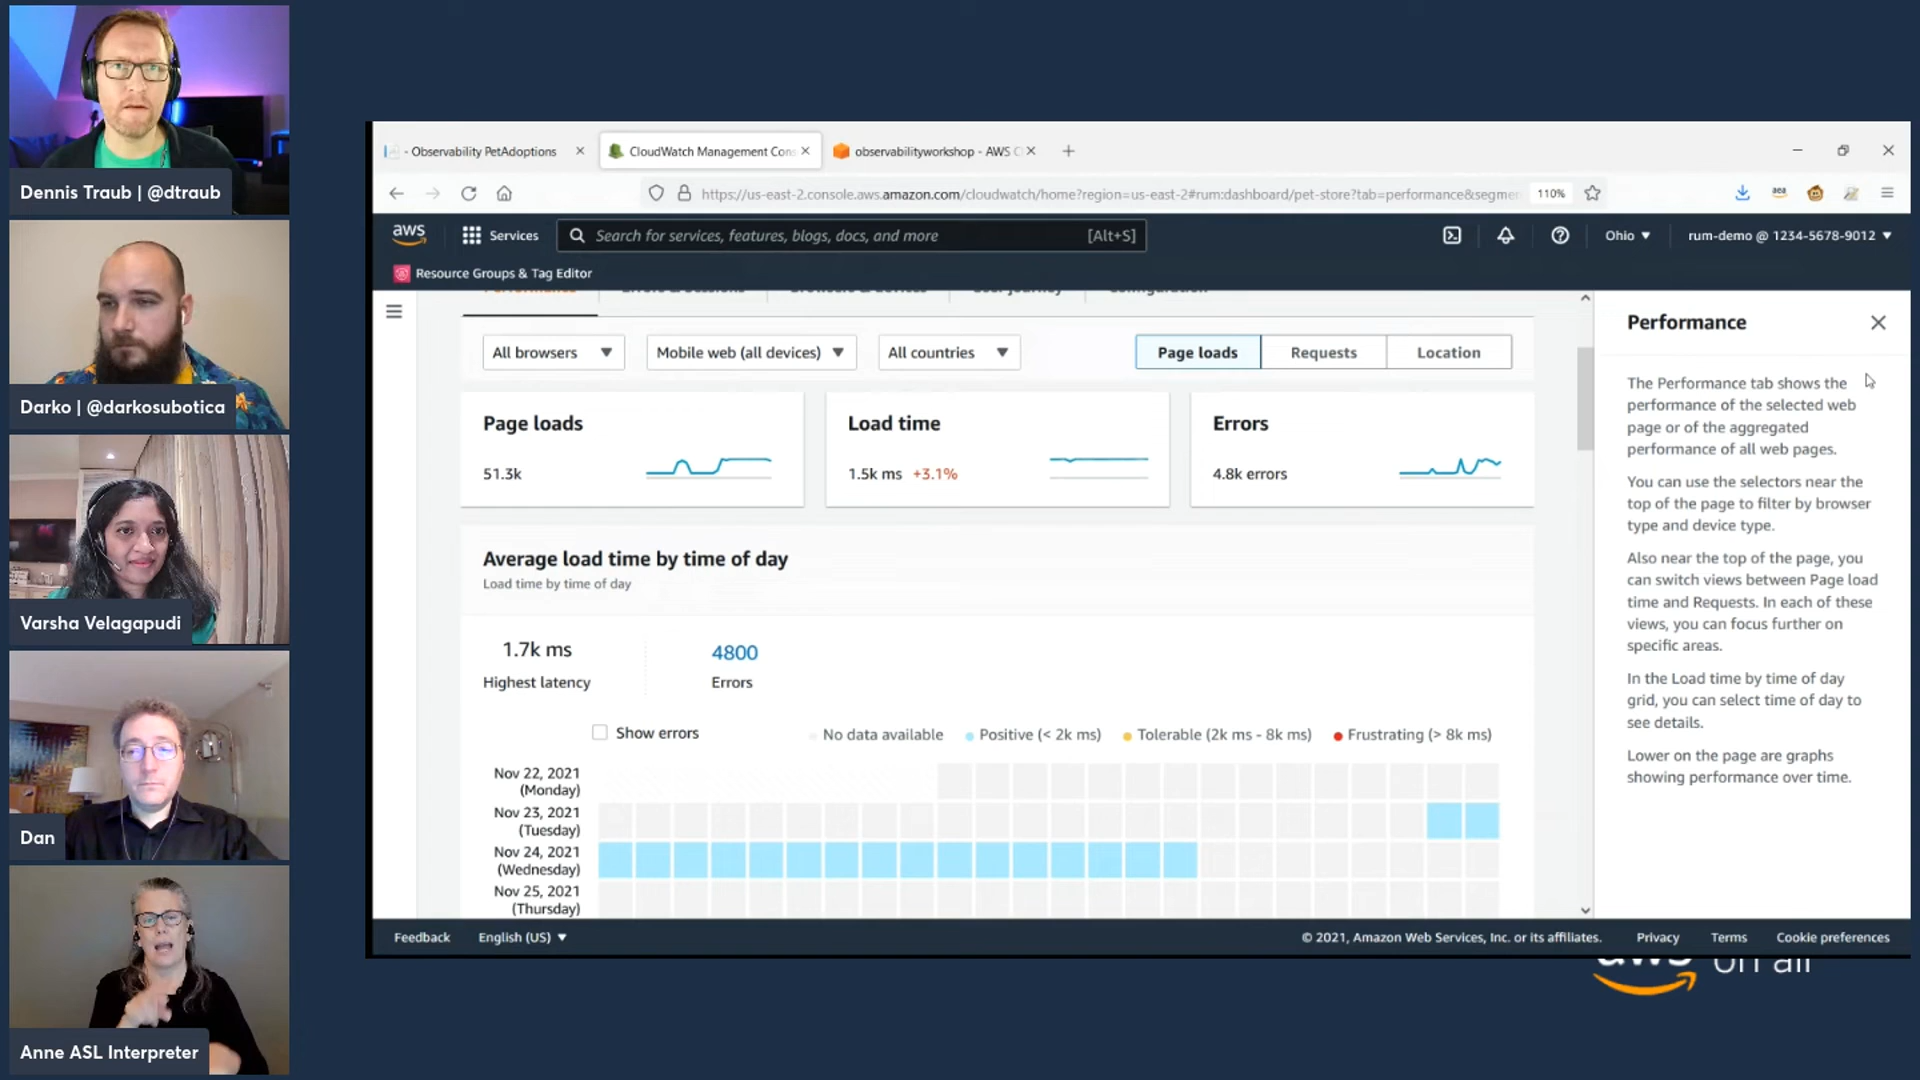 Dennis Traub | @dtraub
Darko | @darkosubotica
Varsha Velagapudi
Dan
Anne ASL Interpreter
- Observability PetAdoptions
CloudWatch Management Cons
observabilityworkshop - AWS C
https://us-east-2.console.aws.amazon.com/cloudwatch/home?region=us-east-2#rum:dashboard/pet-store?tab=performance&segme
110%
aws
Services
Search for services, features, blogs, docs, and more
[Alt+S]
Ohio
rum-demo @ 1234-5678-9012
Resource Groups & Tag Editor
All browsers
Mobile web (all devices)
All countries
Page loads
Requests
Location
Page loads
51.3k
Load time
1.5k ms +3.1%
Errors
4.8k errors
Average load time by time of day
Load time by time of day
1.7k ms
Highest latency
4800
Errors
Show errors
No data available
Positive (< 2k ms)
Tolerable (2k ms - 8k ms)
Frustrating (> 8k ms)
Nov 22, 2021
(Monday)
Nov 23, 2021
(Tuesday)
Nov 24, 2021
(Wednesday)
Nov 25, 2021
(Thursday)
Performance
The Performance tab shows the
performance of the selected web
page or of the aggregated
performance of all web pages.
You can use the selectors near the
top of the page to filter by browser
type and device type.
Also near the top of the page, you
can switch views between Page load
time and Requests. In each of these
views, you can focus further on
specific areas.
In the Load time by time of day
grid, you can select time of day to
see details.
Lower on the page are graphs
showing performance over time.
Feedback
English (US)
© 2021, Amazon Web Services, Inc. or its affiliates.
Privacy
Terms
Cookie preferences
aws on air